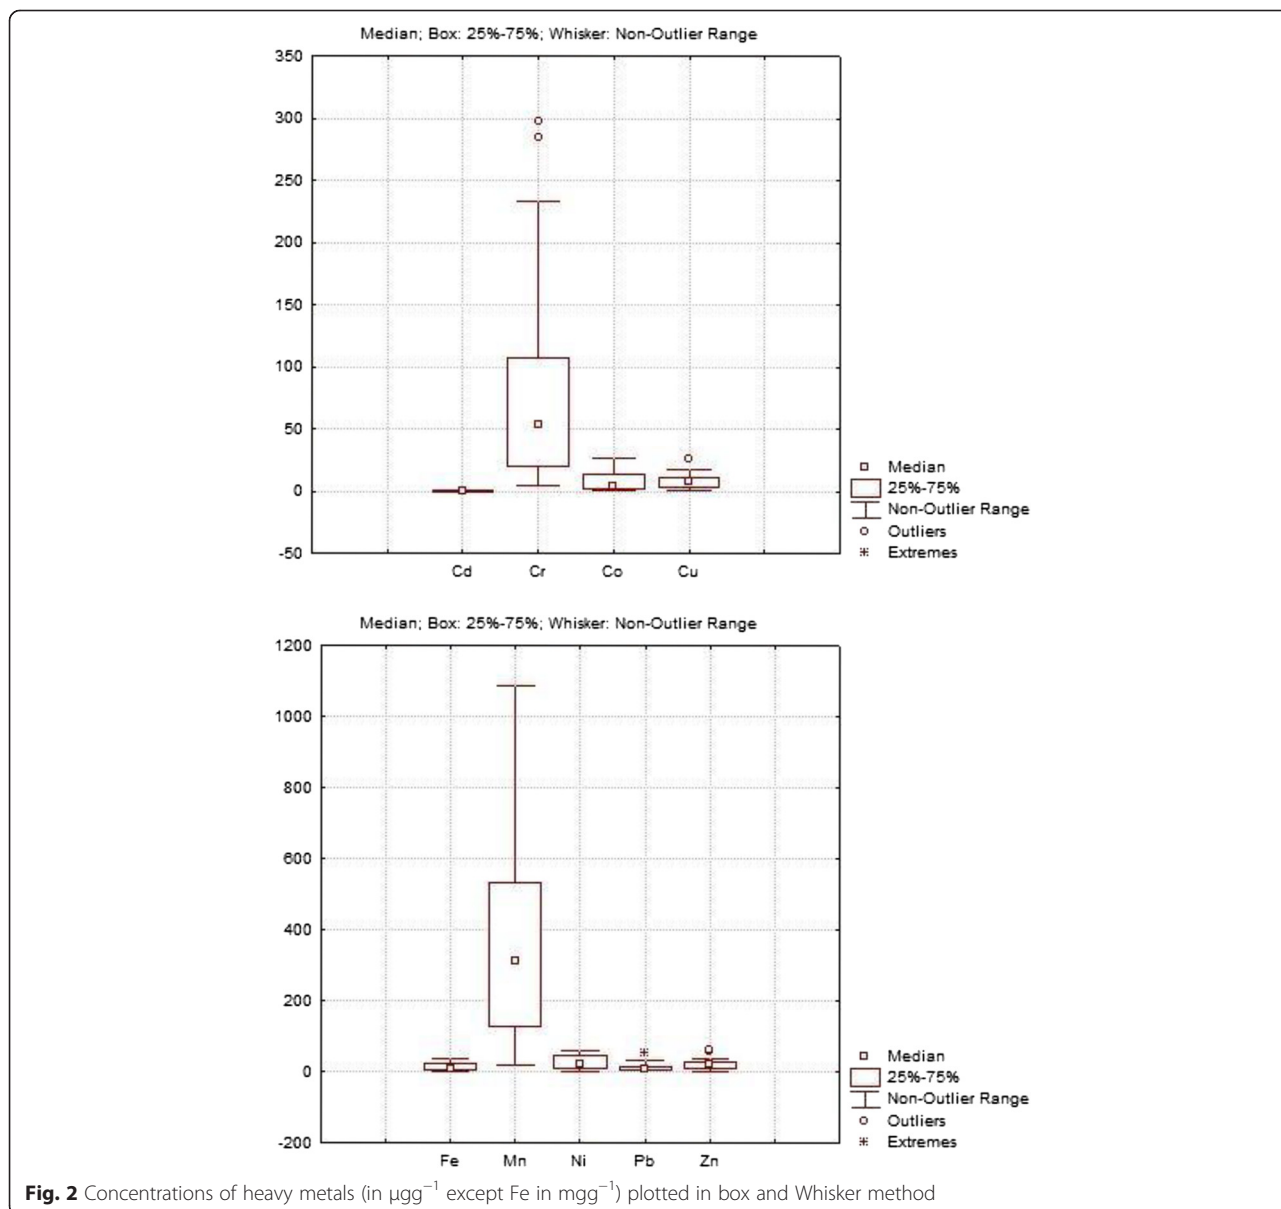 Median; Box: 25%-75%; Whisker: Non-Outlier Range
350
300
250
200
150
100
50
0
-50
Cd Cr Co Cu
Median
25%-75%
Non-Outlier Range
Outliers
Extremes
Median; Box: 25%-75%; Whisker: Non-Outlier Range
1200
1000
800
600
400
200
0
-200
Fe Mn Ni Pb Zn
Median
25%-75%
Non-Outlier Range
Outliers
Extremes
Fig. 2 Concentrations of heavy metals (in µgg⁻¹ except Fe in mgg⁻¹) plotted in box and Whisker method